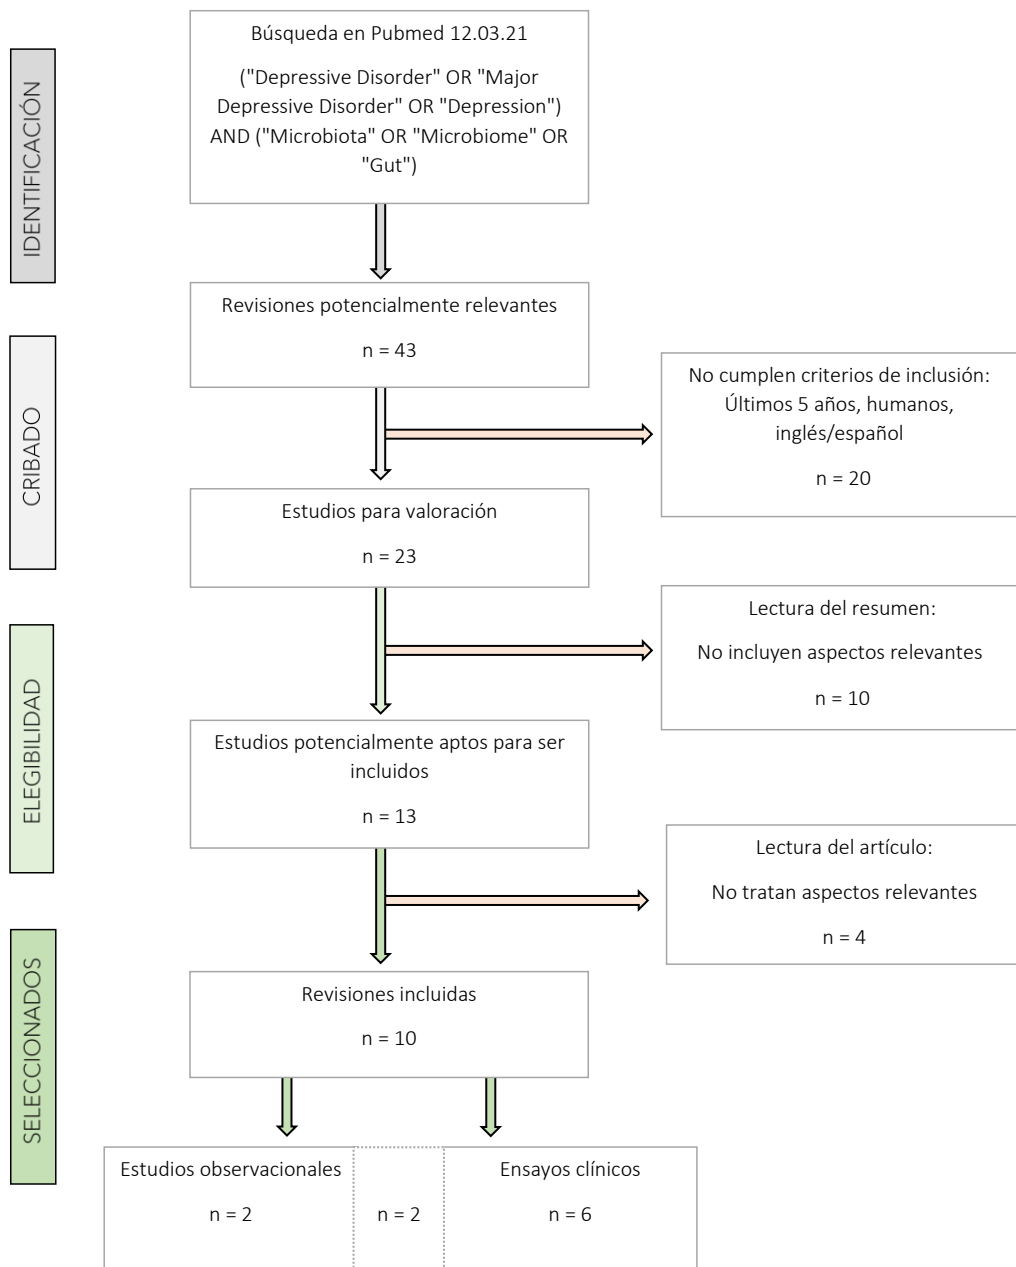 IDENTIFICACIÓN
Búsqueda en Pubmed 12.03.21
("Depressive Disorder" OR "Major
Depressive Disorder" OR "Depression")
AND ("Microbiota" OR "Microbiome" OR
"Gut")
Revisiones potencialmente relevantes
n = 43
CRIBADO
No cumplen criterios de inclusión:
Últimos 5 años, humanos,
inglés/español
n = 20
Estudios para valoración
n = 23
ELEGIBILIDAD
Lectura del resumen:
No incluyen aspectos relevantes
n = 10
Estudios potencialmente aptos para ser
incluidos
n = 13
Lectura del artículo:
No tratan aspectos relevantes
n = 4
SELECCIONADOS
Revisiones incluidas
n = 10
Estudios observacionales
n = 2
n = 2
Ensayos clínicos
n = 6